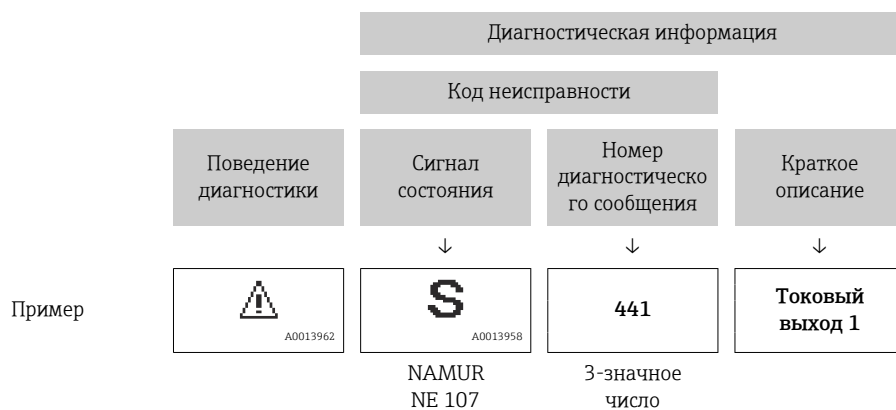 Диагностическая информация
Код неисправности
Поведение
диагностики
Сигнал
состояния
Номер
диагностическо
го сообщения
Краткое
описание
↓ ↓ ↓
Пример
A0013962
S
A0013958
441
Токовый
выход 1
NAMUR
NE 107
3-значное
число